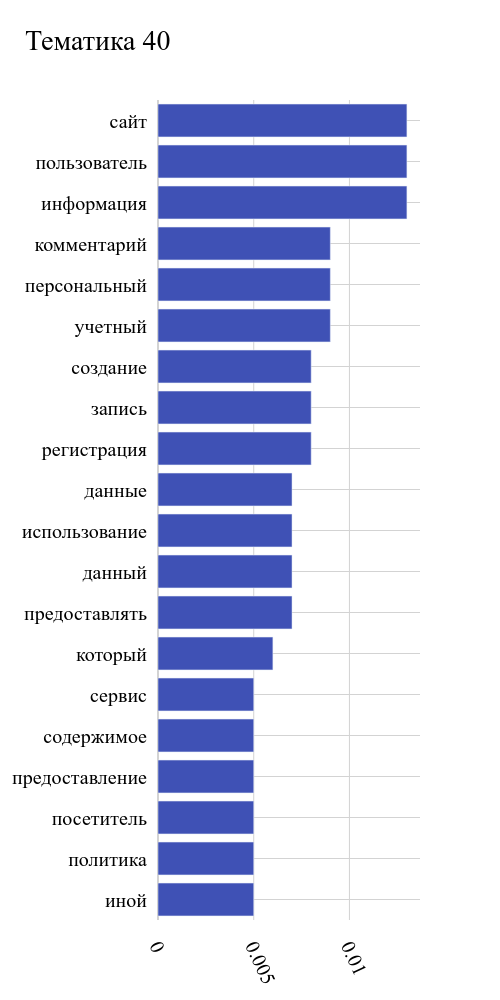 Тематика 40
сайт
пользователь
информация
комментарий
персональный
учетный
создание
запись
регистрация
данные
использование
данный
предоставлять
который
сервис
содержимое
предоставление
посетитель
политика
иной
0
0.005
0.01